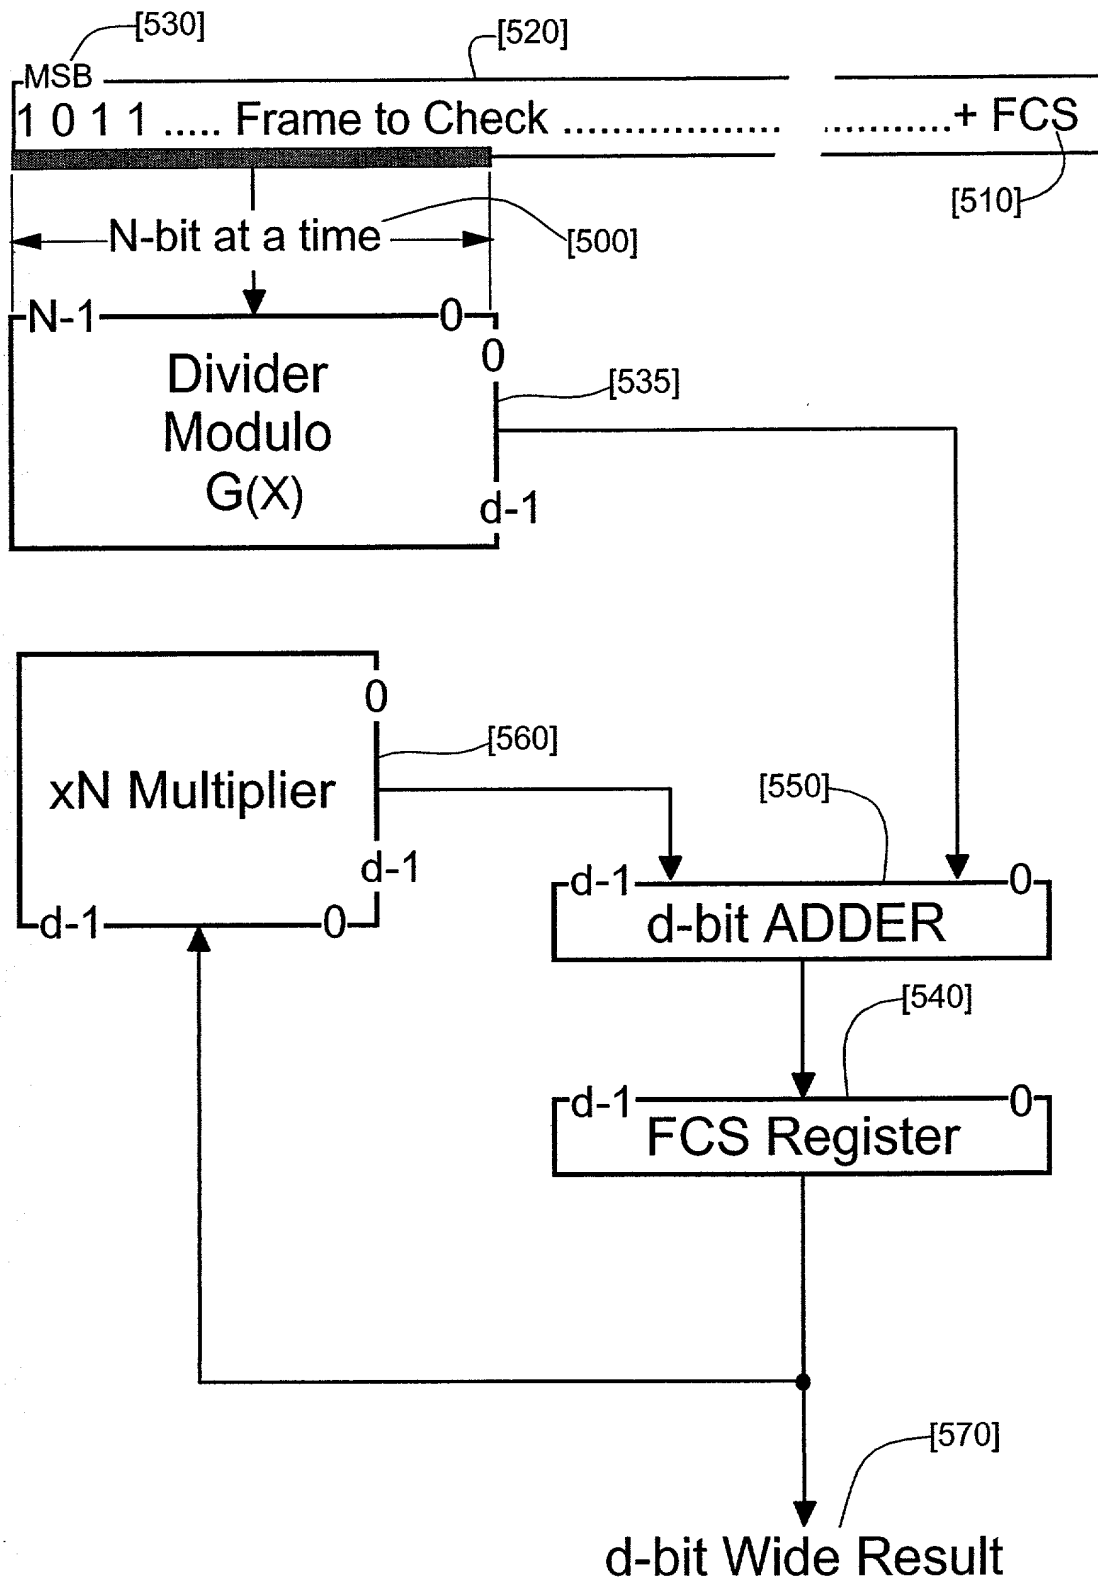 [530]
[520]
MSB
1 0 1 1 ..... Frame to Check ............................... + FCS
[510]
N-bit at a time
[500]
N-1 0
0
Divider
Modulo
G(X)
[535]
d-1
0
[560]
xN Multiplier
[550]
d-1
d-1 0
d-1 0
d-bit ADDER
[540]
d-1 0
FCS Register
[570]
d-bit Wide Result